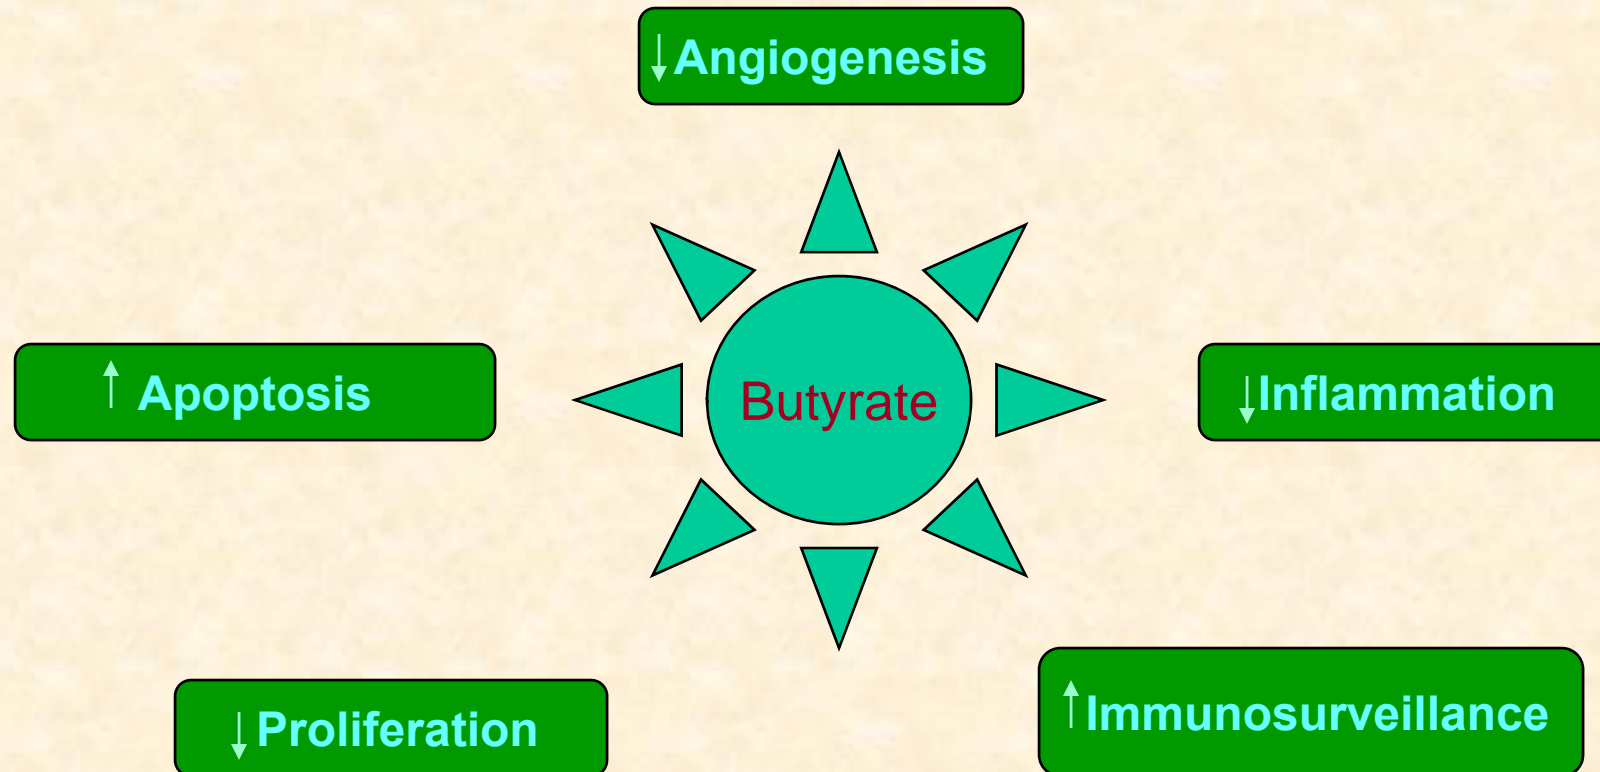 ↓ Angiogenesis
↑ Apoptosis
Butyrate
↓ Inflammation
↓ Proliferation
↑ Immunosurveillance